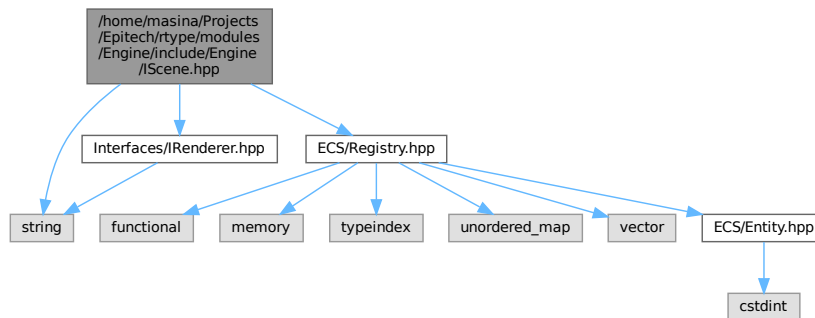 /home/masina/Projects
/Epitech/rtype/modules
/Engine/include/Engine
/IScene.hpp
Interfaces/IRenderer.hpp
ECS/Registry.hpp
string
functional
memory
typeindex
unordered_map
vector
ECS/Entity.hpp
cstdint